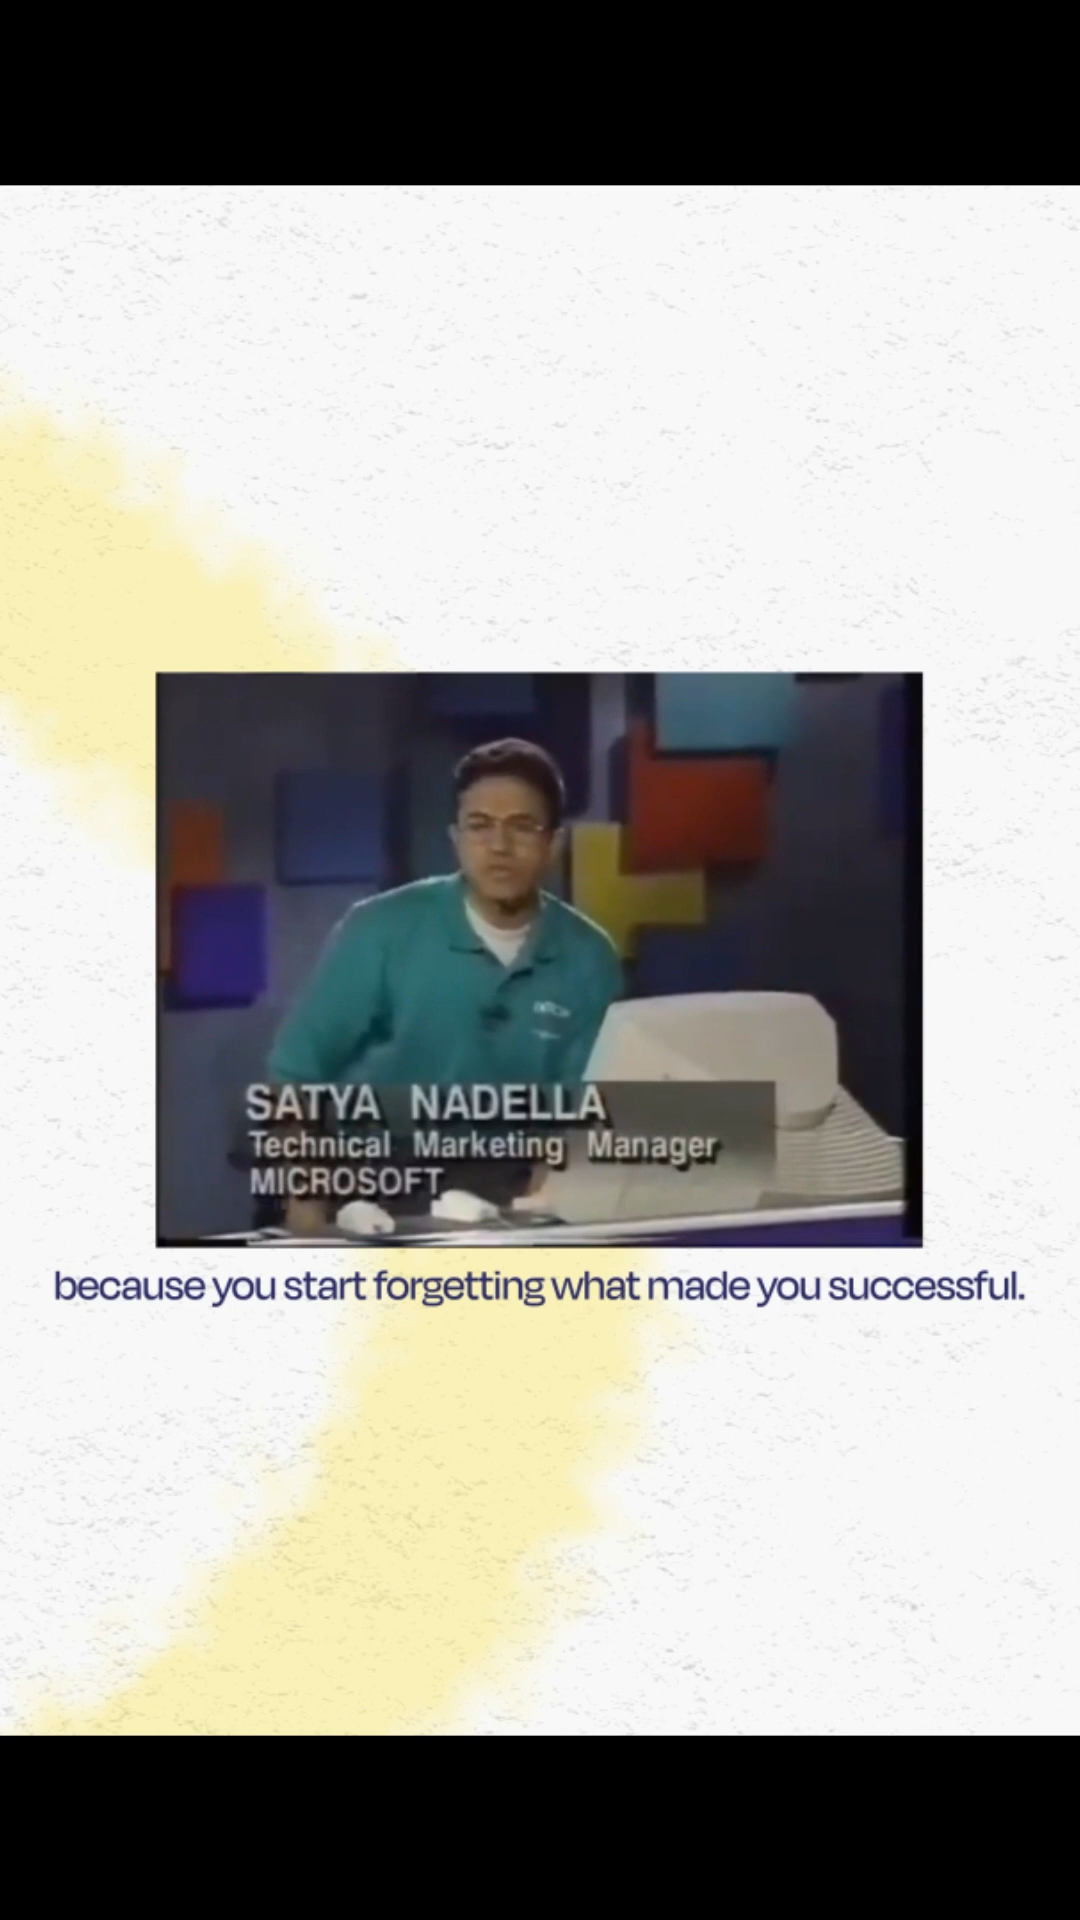 SATYA NADELLA
Technical Marketing Manager
MICROSOFT
because you start forgetting what made you successful.